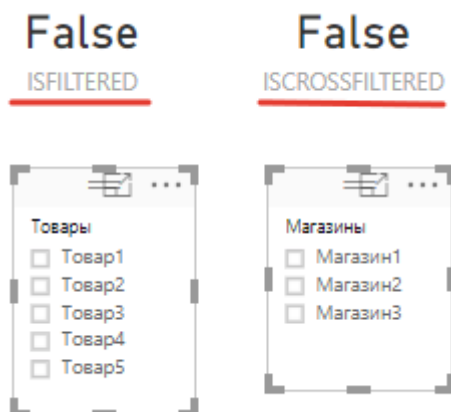 False
False
ISFILTERED
ISCROSSFILTERED
Товары
Товар1
Товар2
Товар3
Товар4
Товар5
Магазины
Магазин1
Магазин2
Магазин3